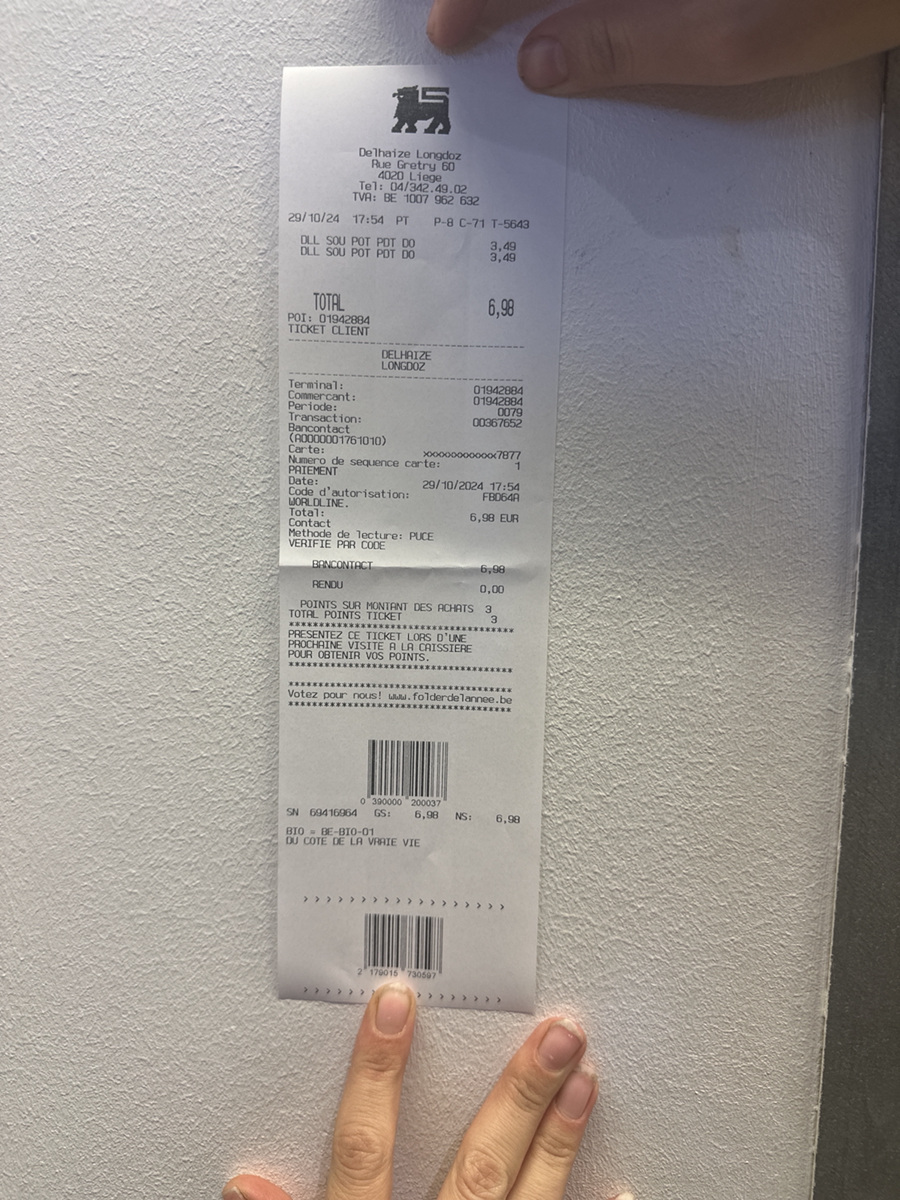 Delhaize Longdoz
Rue Gretry 60
4020 Liege
Tel: 04/342.49.02
TVA: BE 1007 962 632
29/10/24 17:54 PT P-8 C-71 T-5643
DLL SOU POT PDT DO 3,49
DLL SOU POT PDT DO 3,49
TOTAL 6,98
POI: 01942884
TICKET CLIENT
DELHAIZE
LONGDOZ
Terminal: 01942884
Commercant: 01942884
Periode: 0079
Transaction: 00367652
Bancontact
(A0000001761010)
Carte: xxxxxxxxxxxx7877
Numero de sequence carte: 1
PAIEMENT
Date: 29/10/2024 17:54
Code d'autorisation: FBD64A
WORLDLINE.
Total: 6,98 EUR
Contact
Methode de lecture: PUCE
VERIFIE PAR CODE
BANCONTACT 6,98
RENDU 0,00
POINTS SUR MONTANT DES ACHATS 3
TOTAL POINTS TICKET 3
****************************************
PRESENTEZ CE TICKET LORS D'UNE
PROCHAINE VISITE A LA CAISSIERE
POUR OBTENIR VOS POINTS.
****************************************
****************************************
Votez pour nous! www.folderdelannee.be
****************************************
0 390000 200037
SN 69416964 GS: 6,98 NS: 6,98
BIO = BE-BIO-01
DU COTE DE LA VRAIE VIE
> > > > > > > > > > > > > > > > > >
2 179015 730597
> > > > > > > > > > > > > > >